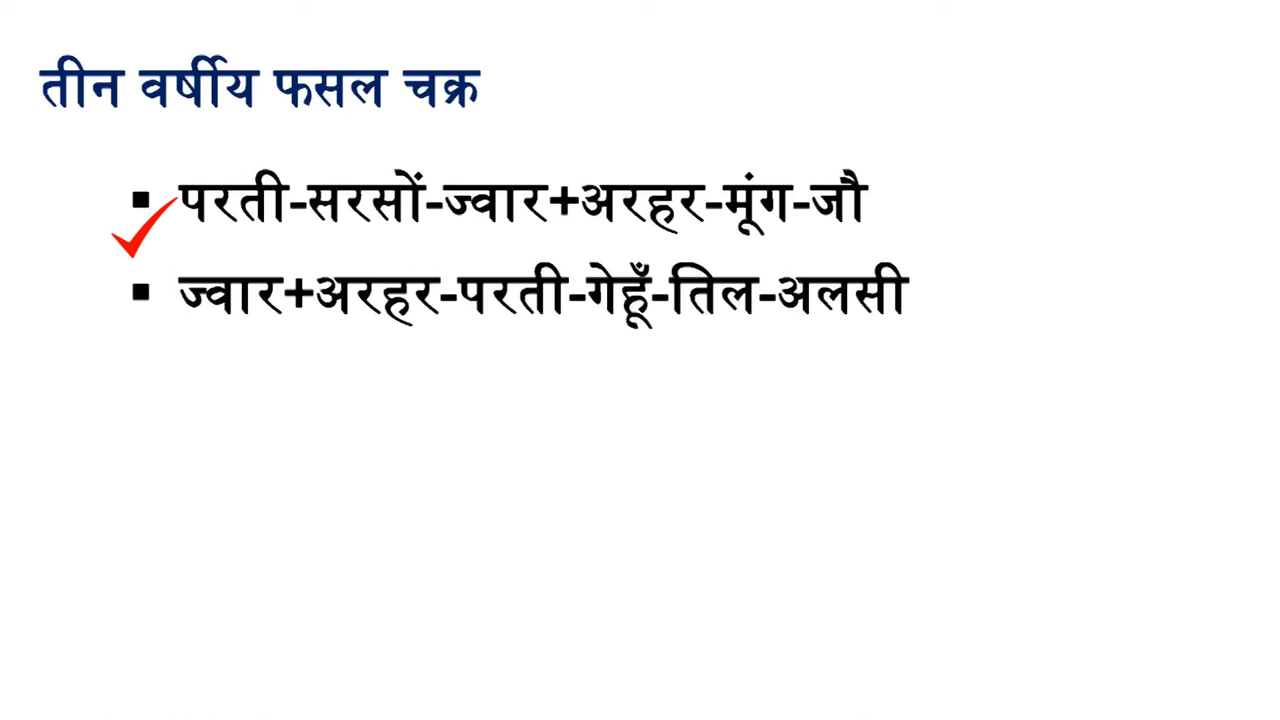 तीन वर्षीय फसल चक्र
▪ परती-सरसों-ज्वार+अरहर-मूंग-जौ
▪ ज्वार+अरहर-परती-गेहूँ-तिल-अलसी